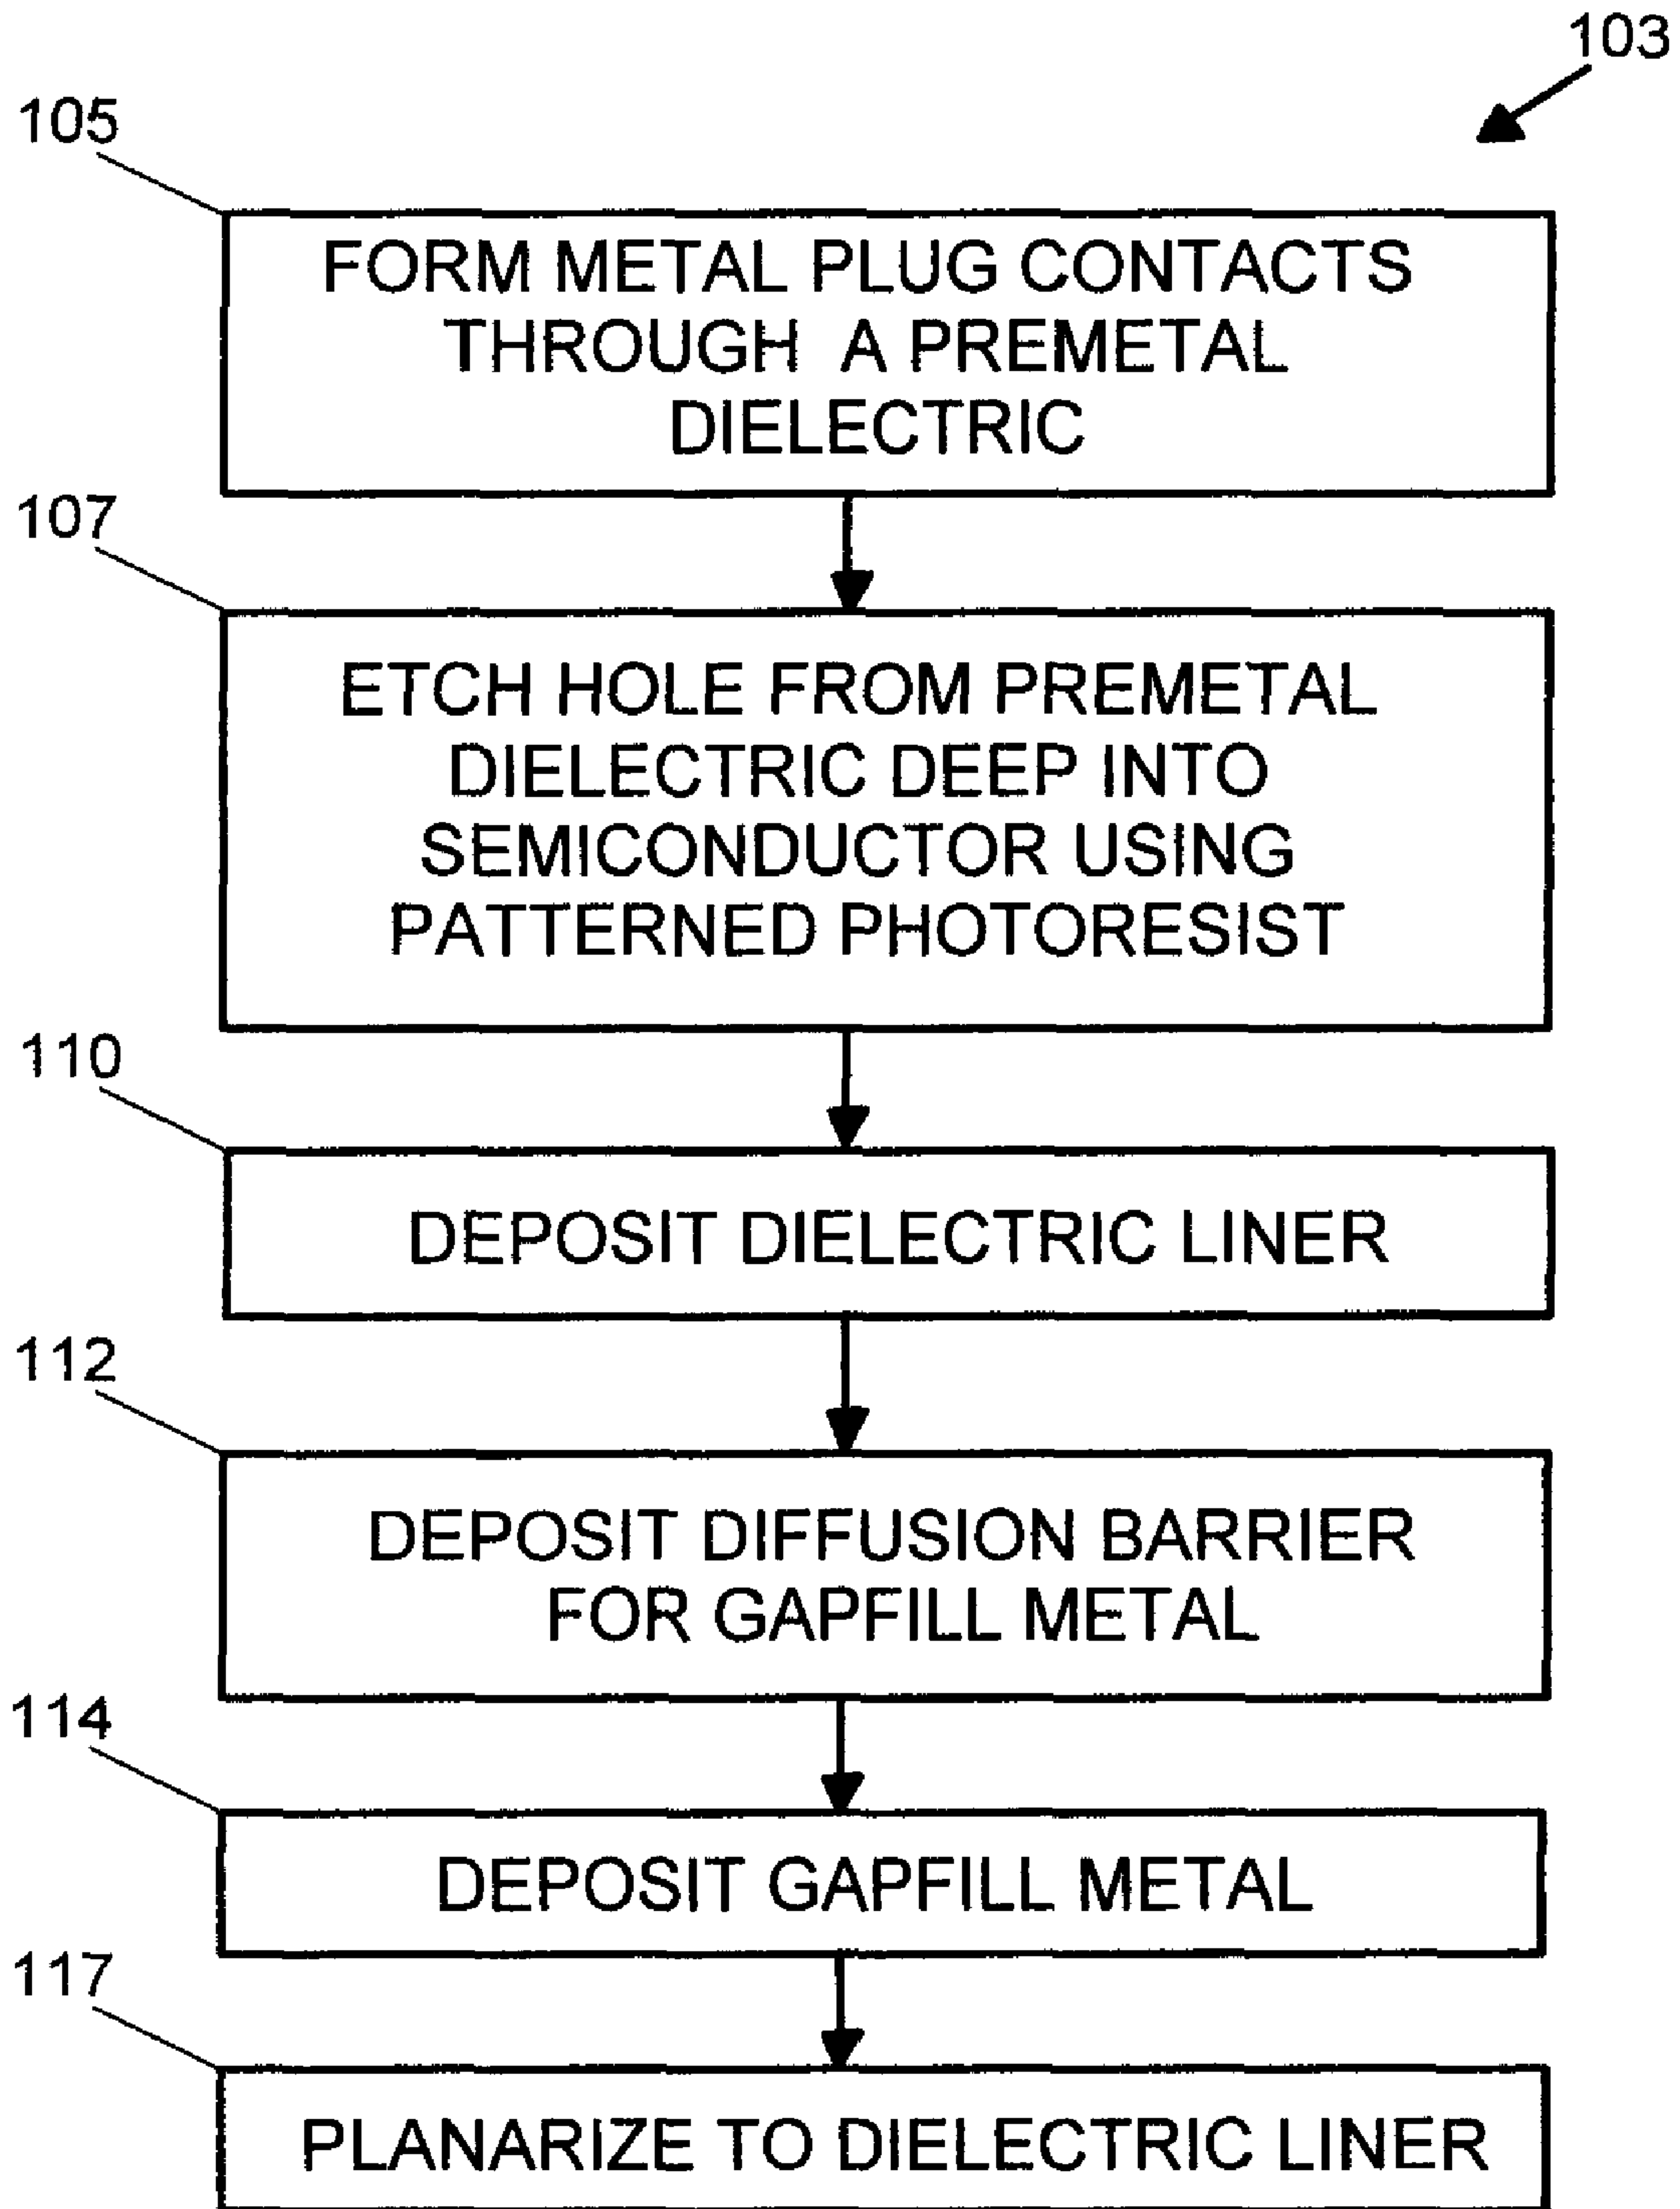 103
105
FORM METAL PLUG CONTACTS
THROUGH A PREMETAL
DIELECTRIC
107
ETCH HOLE FROM PREMETAL
DIELECTRIC DEEP INTO
SEMICONDUCTOR USING
PATTERNED PHOTORESIST
110
DEPOSIT DIELECTRIC LINER
112
DEPOSIT DIFFUSION BARRIER
FOR GAPFILL METAL
114
DEPOSIT GAPFILL METAL
117
PLANARIZE TO DIELECTRIC LINER